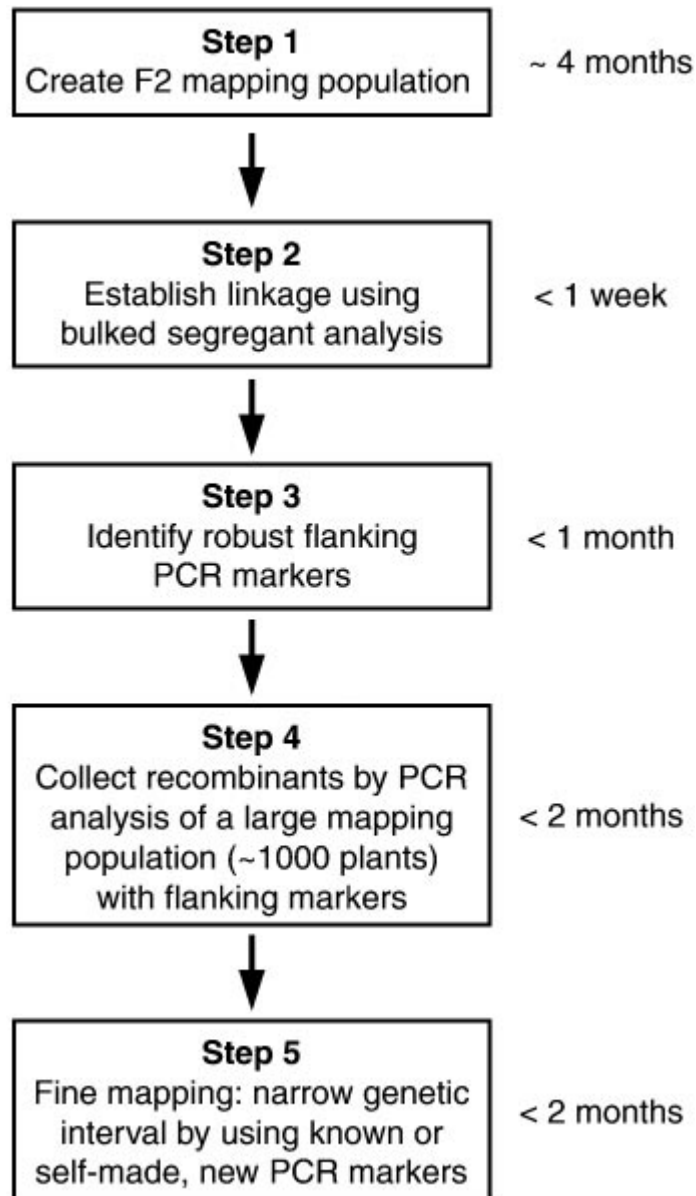 Step 1
Create F2 mapping population
~ 4 months
Step 2
Establish linkage using
bulked segregant analysis
< 1 week
Step 3
Identify robust flanking
PCR markers
< 1 month
Step 4
Collect recombinants by PCR
analysis of a large mapping
population (~1000 plants)
with flanking markers
< 2 months
Step 5
Fine mapping: narrow genetic
interval by using known or
self-made, new PCR markers
< 2 months